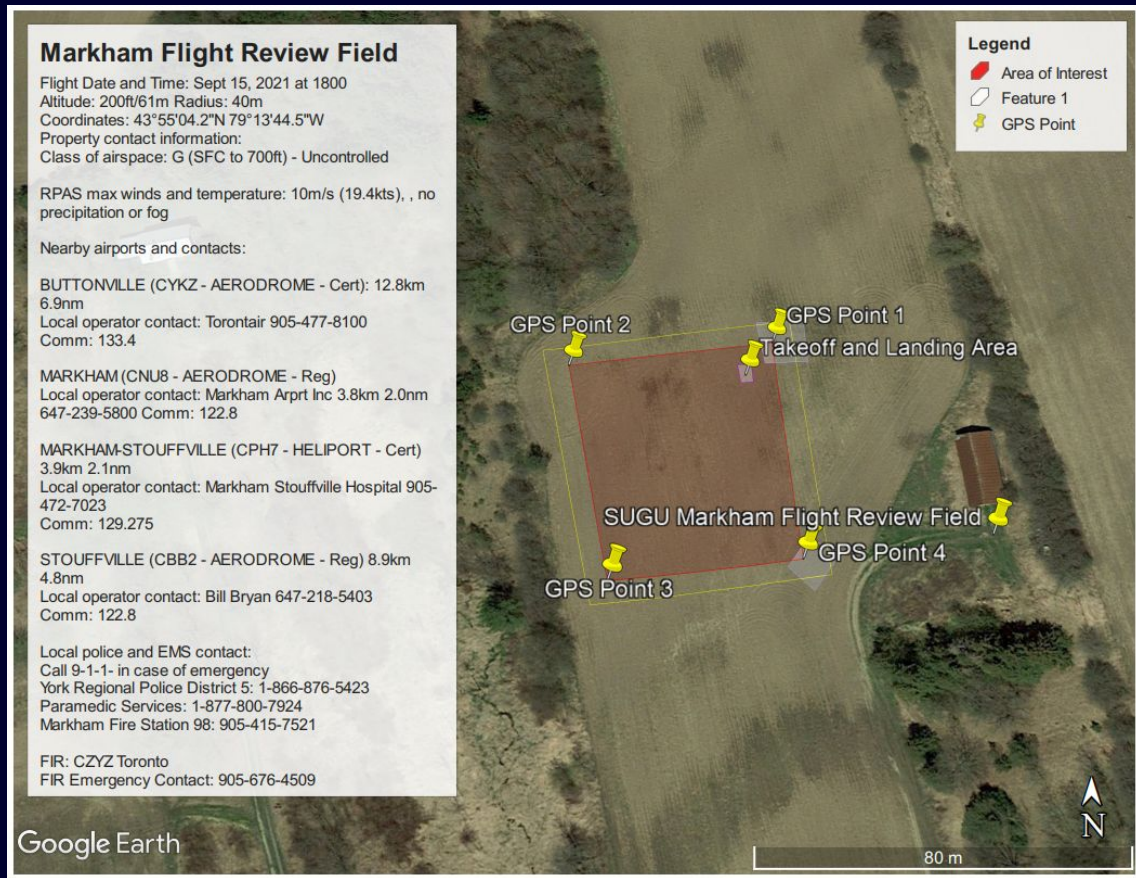 Markham Flight Review Field
Flight Date and Time: Sept 15, 2021 at 1800
Altitude: 200ft/61m Radius: 40m
Coordinates: 43°55'04.2"N 79°13'44.5"W
Property contact information:
Class of airspace: G (SFC to 700ft) - Uncontrolled
RPAS max winds and temperature: 10m/s (19.4kts), , no
precipitation or fog
Nearby airports and contacts:
BUTTONVILLE (CYKZ - AERODROME - Cert): 12.8km
6.9nm
Local operator contact: Torontair 905-477-8100
Comm: 133.4
MARKHAM (CNU8 - AERODROME - Reg)
Local operator contact: Markham Arprt Inc 3.8km 2.0nm
647-239-5800 Comm: 122.8
MARKHAM-STOUFFVILLE (CPH7 - HELIPORT - Cert)
3.9km 2.1nm
Local operator contact: Markham Stouffville Hospital 905-
472-7023
Comm: 129.275
STOUFFVILLE (CBB2 - AERODROME - Reg) 8.9km
4.8nm
Local operator contact: Bill Bryan 647-218-5403
Comm: 122.8
Local police and EMS contact:
Call 9-1-1- in case of emergency
York Regional Police District 5: 1-866-876-5423
Paramedic Services: 1-877-800-7924
Markham Fire Station 98: 905-415-7521
FIR: CZYZ Toronto
FIR Emergency Contact: 905-676-4509
Legend
Area of Interest
Feature 1
GPS Point
GPS Point 1
GPS Point 2
Takeoff and Landing Area
SUGU Markham Flight Review Field
GPS Point 4
GPS Point 3
N
80 m
Google Earth